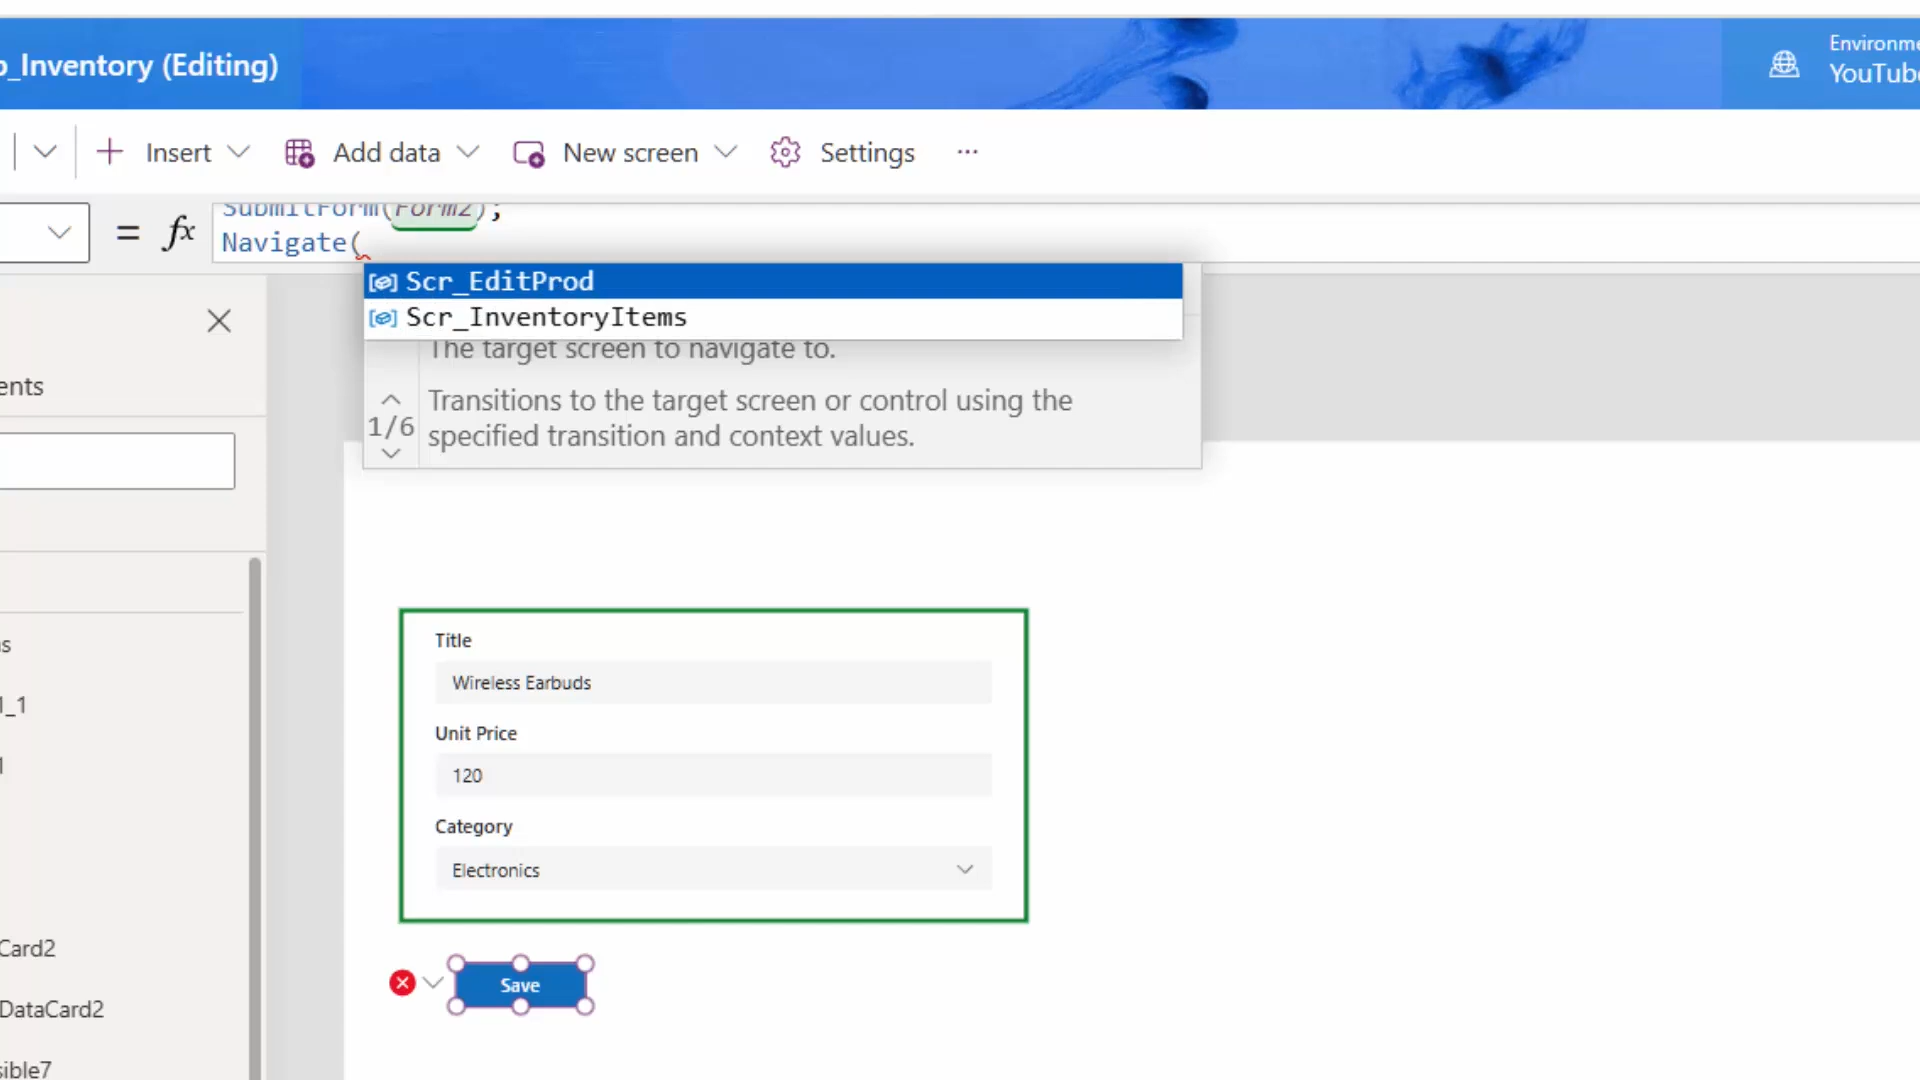 _Inventory (Editing)
Environme
YouTube
Insert
Add data
New screen
Settings
...
= fx
SubmitForm(Form2);
Navigate(
Scr_EditProd
Scr_InventoryItems
The target screen to navigate to.
1/6
Transitions to the target screen or control using the
specified transition and context values.
ents
s
_1
Card2
DataCard2
sible7
Title
Wireless Earbuds
Unit Price
120
Category
Electronics
Save